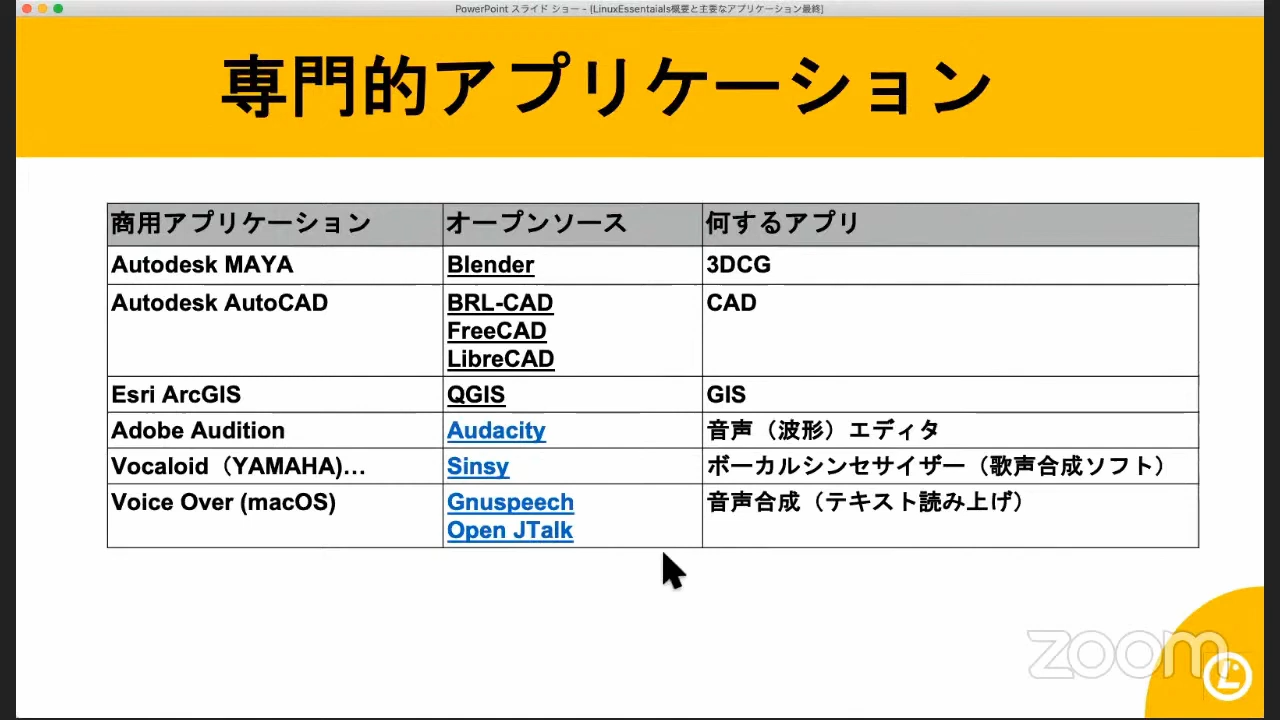 PowerPoint スライド ショー - [LinuxEssentaials概要と主要なアプリケーション最終]
専門的アプリケーション
商用アプリケーション オープンソース 何するアプリ
Autodesk MAYA Blender 3DCG
Autodesk AutoCAD BRL-CAD CAD
FreeCAD
LibreCAD
Esri ArcGIS QGIS GIS
Adobe Audition Audacity 音声（波形）エディタ
Vocaloid（YAMAHA)… Sinsy ボーカルシンセサイザー（歌声合成ソフト）
Voice Over (macOS) Gnuspeech 音声合成（テキスト読み上げ）
Open JTalk
zoom
L